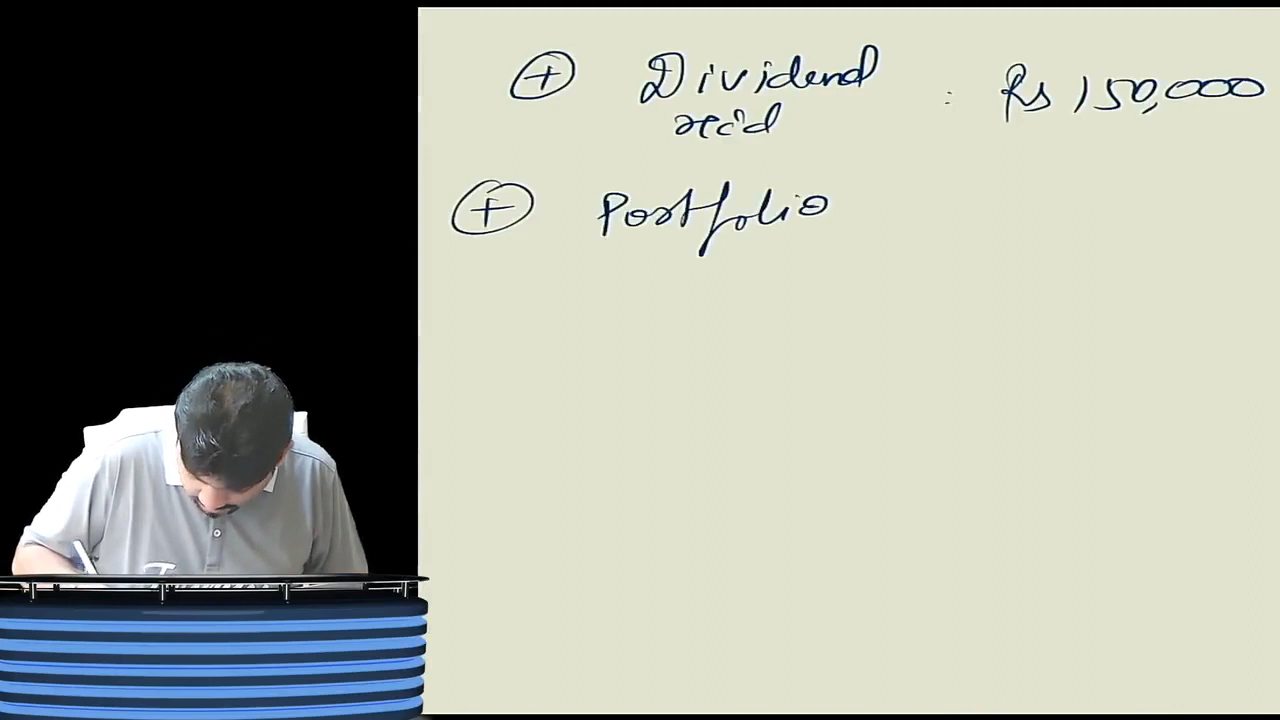 ⊕ Dividend : Rs 150,000
rec'd
⊕ Portfolio